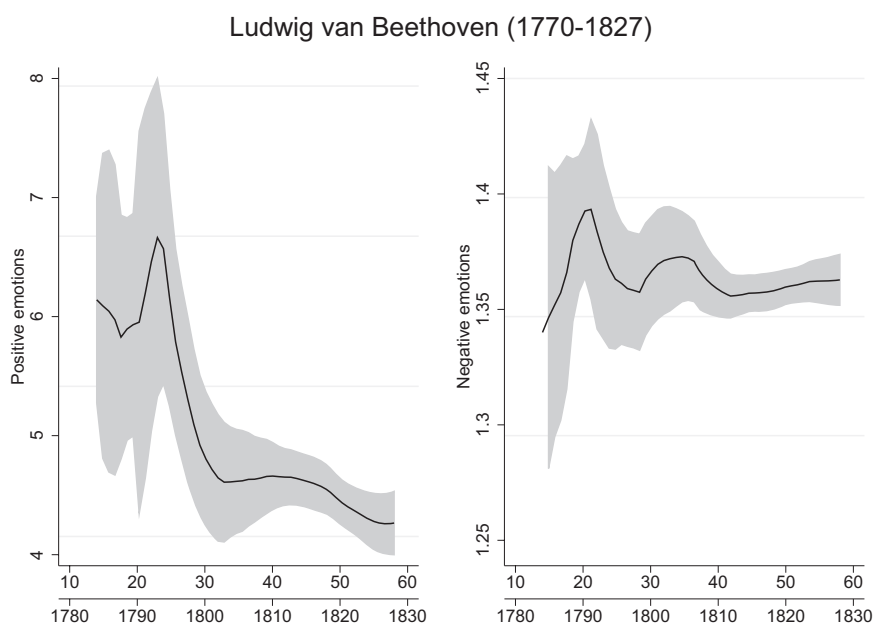 Ludwig van Beethoven (1770-1827)
Positive emotions
8
7
6
5
4
10 20 30 40 50 60
1780 1790 1800 1810 1820 1830
Negative emotions
1.45
1.4
1.35
1.3
1.25
10 20 30 40 50 60
1780 1790 1800 1810 1820 1830